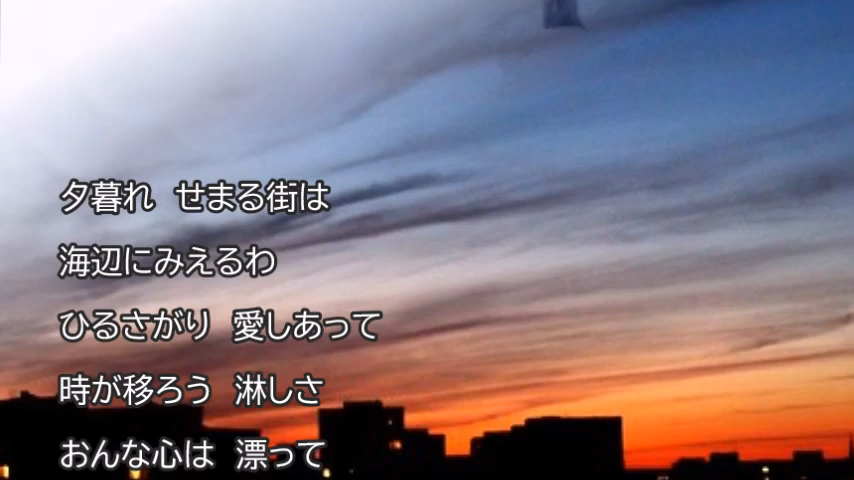 夕暮れ　せまる街は
海辺にみえるわ
ひるさがり　愛しあって
時が移ろう　淋しさ
おんな心は　漂って